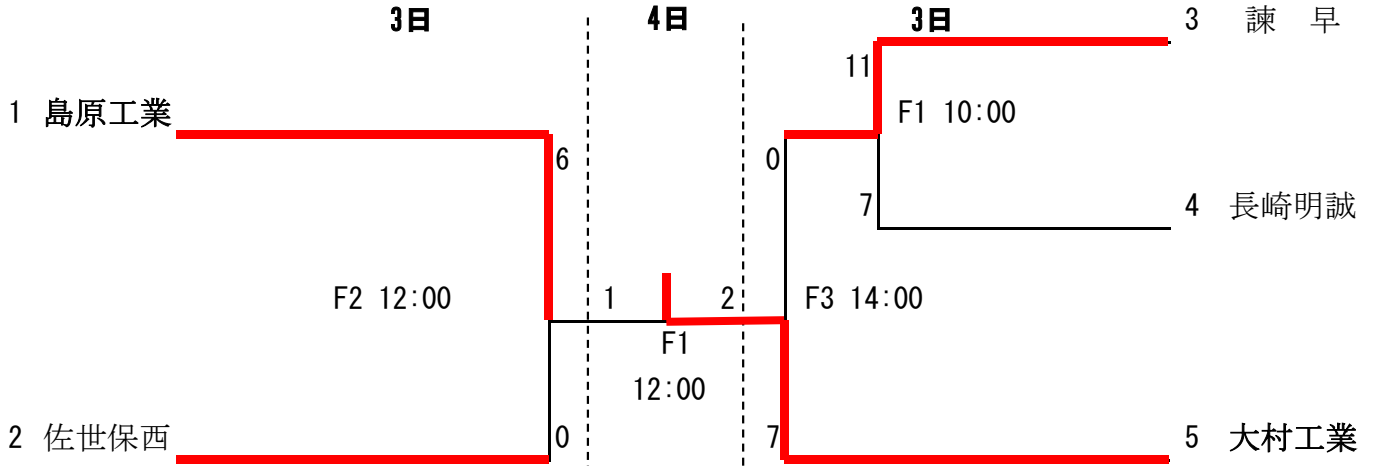 3日 4日 3日
3 諫 早
11
1 島原工業
F1 10:00
6 0
7
4 長崎明誠
F2 12:00
1 2
F3 14:00
F1
12:00
2 佐世保西
0 7
5 大村工業